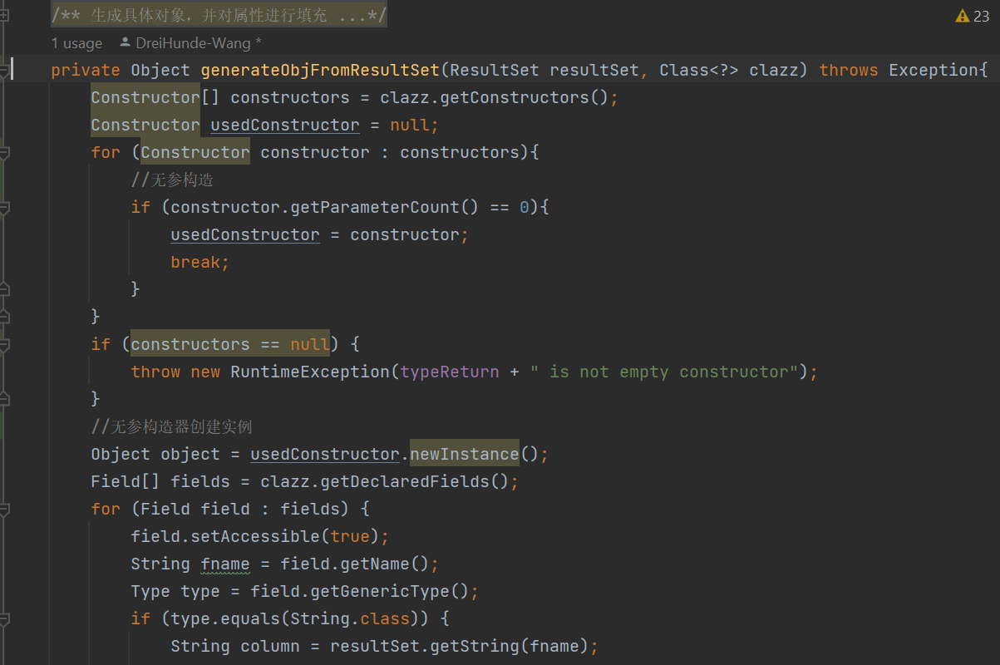 /** 生成具体对象，并对属性进行填充 ...*/
23
1 usage DreiHunde-Wang *
private Object generateObjFromResultSet(ResultSet resultSet, Class<?> clazz) throws Exception{
Constructor[] constructors = clazz.getConstructors();
Constructor usedConstructor = null;
for (Constructor constructor : constructors){
//无参构造
if (constructor.getParameterCount() == 0){
usedConstructor = constructor;
break;
}
}
if (constructors == null) {
throw new RuntimeException(typeReturn + " is not empty constructor");
}
//无参构造器创建实例
Object object = usedConstructor.newInstance();
Field[] fields = clazz.getDeclaredFields();
for (Field field : fields) {
field.setAccessible(true);
String fname = field.getName();
Type type = field.getGenericType();
if (type.equals(String.class)) {
String column = resultSet.getString(fname);